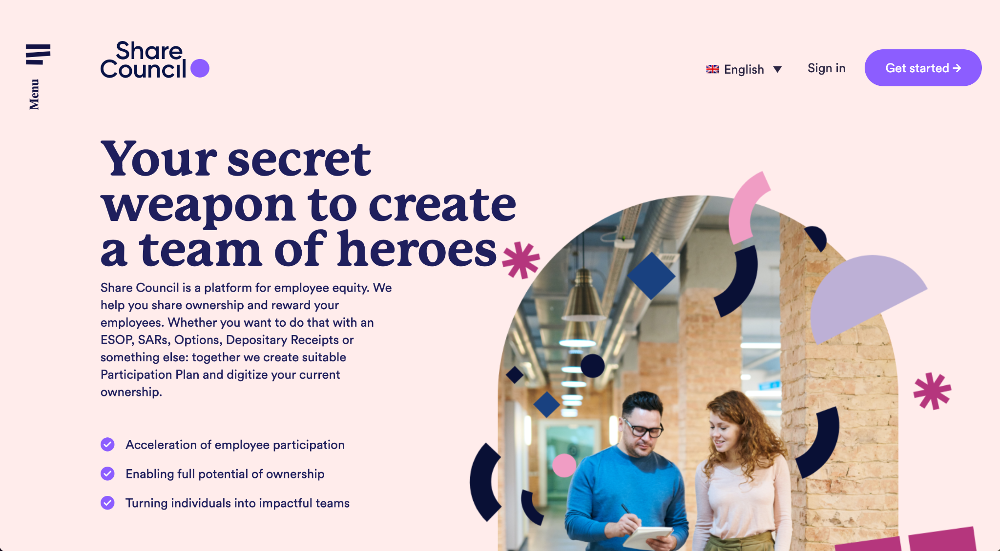 Menu
Share
Council
English
Sign in
Get started →
Your secret
weapon to create
a team of heroes
Share Council is a platform for employee equity. We
help you share ownership and reward your
employees. Whether you want to do that with an
ESOP, SARs, Options, Depositary Receipts or
something else: together we create suitable
Participation Plan and digitize your current
ownership.
Acceleration of employee participation
Enabling full potential of ownership
Turning individuals into impactful teams